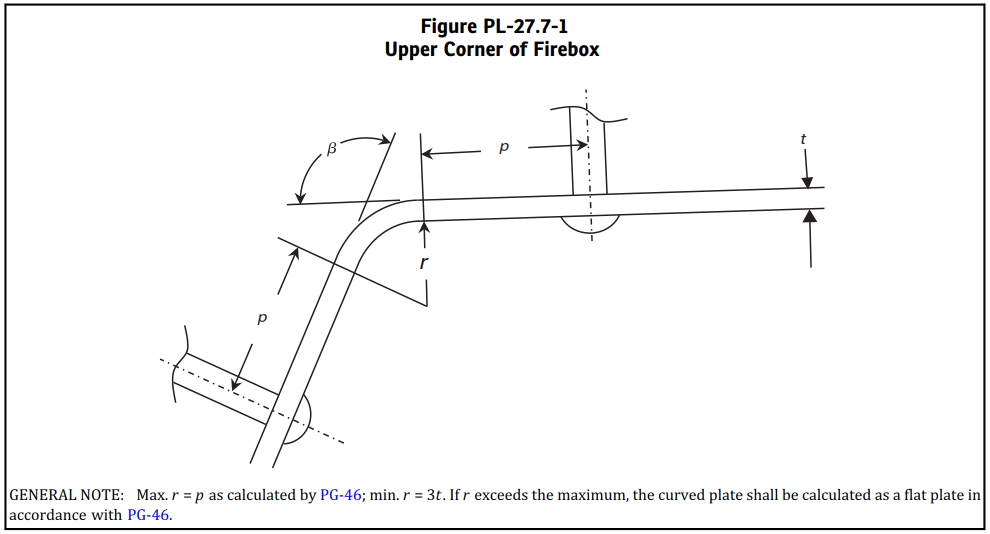 Figure PL-27.7-1
Upper Corner of Firebox
β
p
t
r
p
GENERAL NOTE: Max. r = p as calculated by PG-46; min. r = 3t. If r exceeds the maximum, the curved plate shall be calculated as a flat plate in
accordance with PG-46.